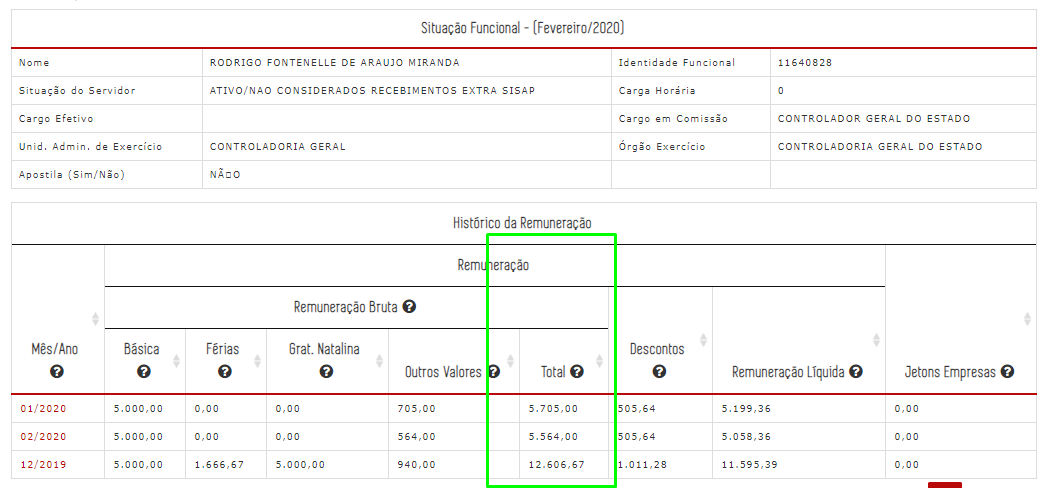 Situação Funcional - (Fevereiro/2020)
Nome RODRIGO FONTENELLE DE ARAUJO MIRANDA Identidade Funcional 11640828
Situação do Servidor ATIVO/NAO CONSIDERADOS RECEBIMENTOS EXTRA SISAP Carga Horária 0
Cargo Efetivo Cargo em Comissão CONTROLADOR GERAL DO ESTADO
Unid. Admin. de Exercício CONTROLADORIA GERAL Órgão Exercício CONTROLADORIA GERAL DO ESTADO
Apostila (Sim/Não) NÃ□O
Histórico da Remuneração
Remuneração
Remuneração Bruta ?
Mês/Ano ? Básica ? Férias ? Grat. Natalina ? Outros Valores ? Total ? Descontos ? Remuneração Líquida ? Jetons Empresas ?
01/2020 5.000,00 0,00 0,00 705,00 5.705,00 505,64 5.199,36 0,00
02/2020 5.000,00 0,00 0,00 564,00 5.564,00 505,64 5.058,36 0,00
12/2019 5.000,00 1.666,67 5.000,00 940,00 12.606,67 1.011,28 11.595,39 0,00